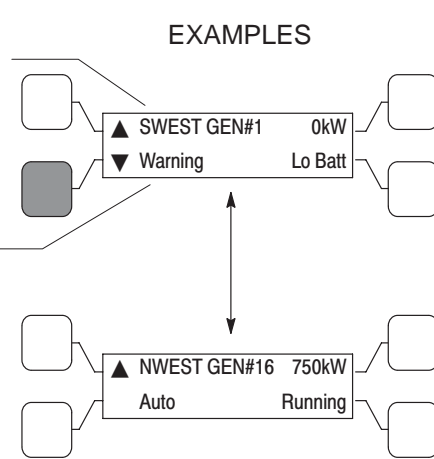 EXAMPLES
▲ SWEST GEN#1 0kW
▼ Warning Lo Batt
▲ NWEST GEN#16 750kW
Auto Running